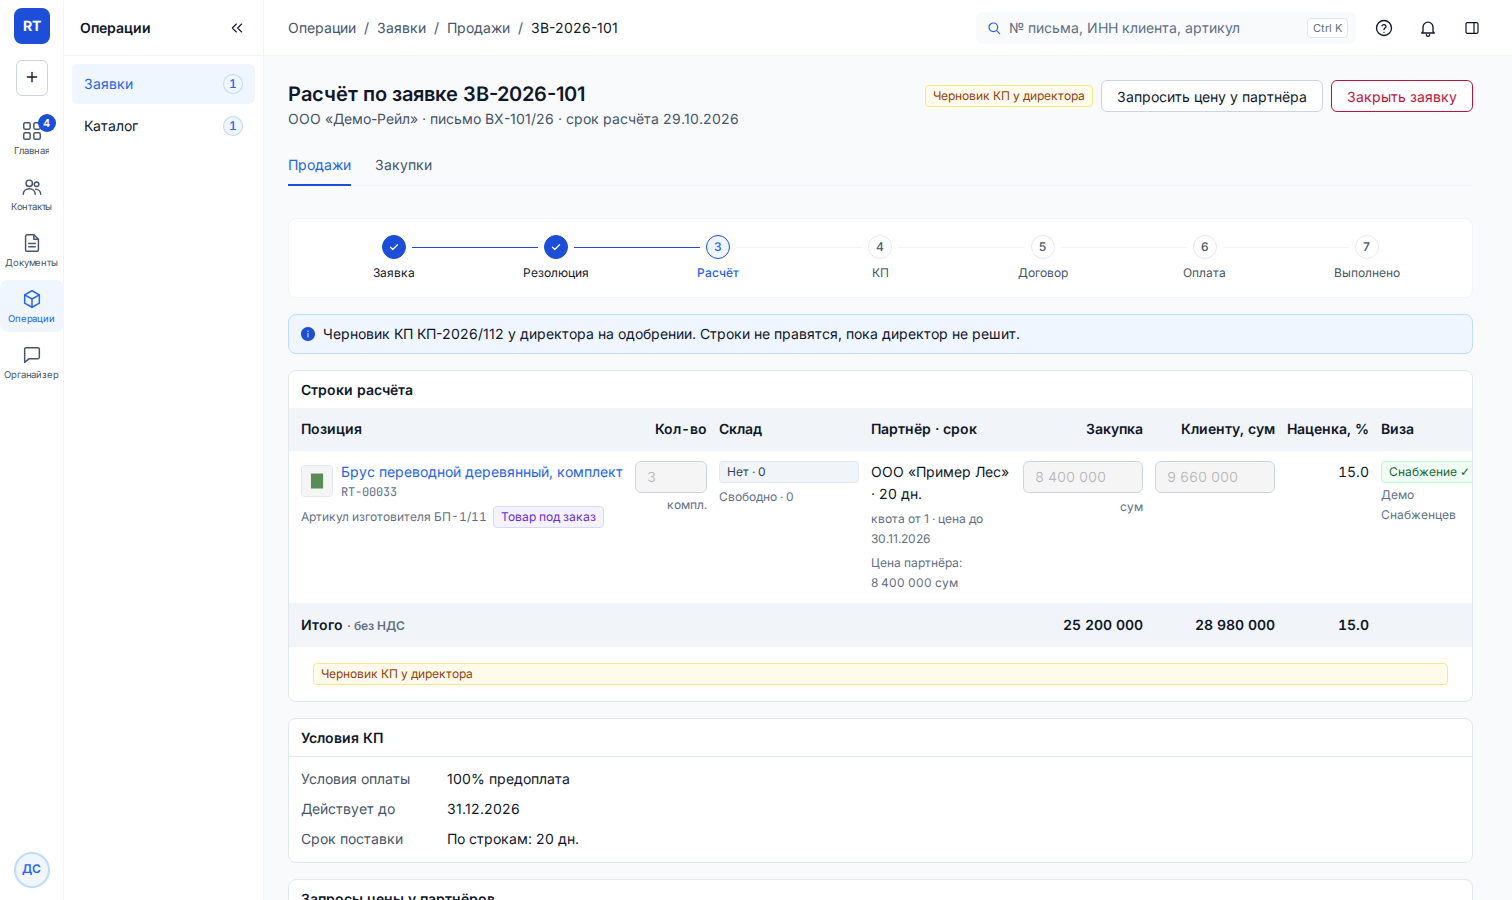 RT
Операции
Операции / Заявки / Продажи / ЗВ-2026-101
№ письма, ИНН клиента, артикул
Ctrl K
+
Заявки
1
Каталог
1
4
Главная
Контакты
Документы
Операции
Органайзер
ДС
Расчёт по заявке ЗВ-2026-101
ООО «Демо-Рейл» · письмо ВХ-101/26 · срок расчёта 29.10.2026
Черновик КП у директора
Запросить цену у партнёра
Закрыть заявку
Продажи
Закупки
Заявка
Резолюция
3
Расчёт
4
КП
5
Договор
6
Оплата
7
Выполнено
Черновик КП КП-2026/112 у директора на одобрении. Строки не правятся, пока директор не решит.
Строки расчёта
Позиция
Кол-во
Склад
Партнёр · срок
Закупка
Клиенту, сум
Наценка, %
Виза
Брус переводной деревянный, комплект
RT-00033
Артикул изготовителя БП-1/11
Товар под заказ
3
компл.
Нет · 0
Свободно · 0
ООО «Пример Лес»
· 20 дн.
квота от 1 · цена до
30.11.2026
Цена партнёра:
8 400 000 сум
8 400 000
сум
9 660 000
15.0
Снабжение ✓
Демо
Снабженцев
Итого · без НДС
25 200 000
28 980 000
15.0
Черновик КП у директора
Условия КП
Условия оплаты
100% предоплата
Действует до
31.12.2026
Срок поставки
По строкам: 20 дн.
Запросы цены у партнёров